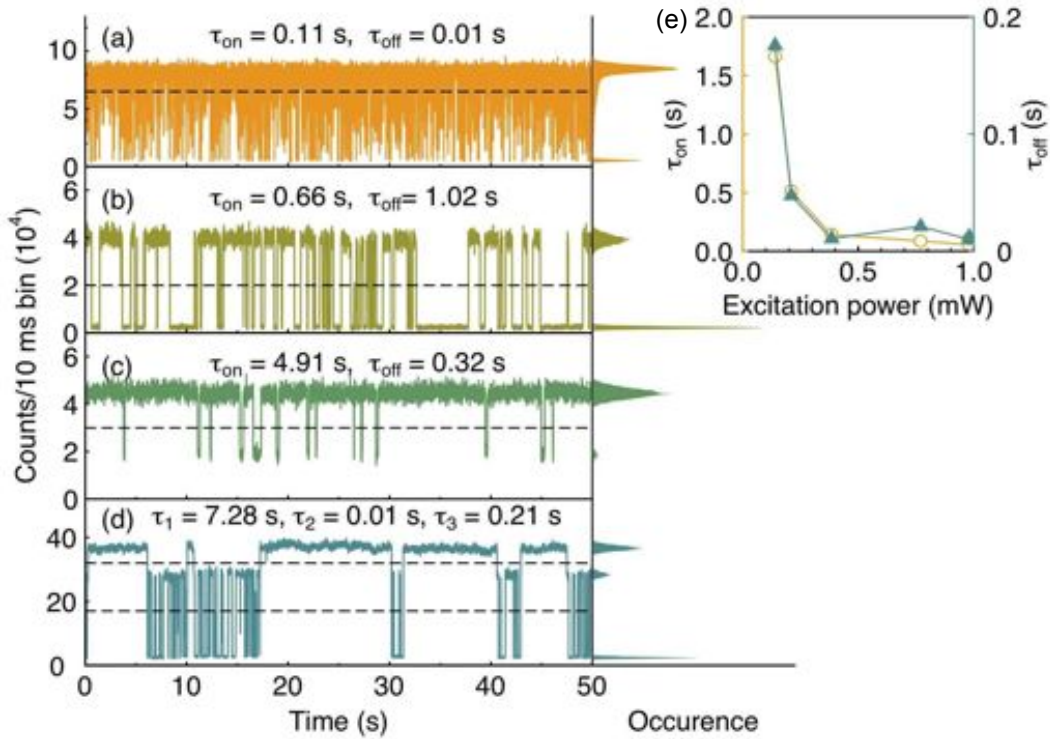 (a) τon = 0.11 s, τoff = 0.01 s
10
5
0
(b) τon = 0.66 s, τoff= 1.02 s
6
4
2
0
(c) τon = 4.91 s, τoff = 0.32 s
6
4
2
0
(d) τ1 = 7.28 s, τ2 = 0.01 s, τ3 = 0.21 s
40
20
0
Counts/10 ms bin (10⁴)
0 10 20 30 40 50
Time (s)
Occurence
(e)
2.0
1.5
1.0
0.5
0.0
τon (s)
0.2
0.1
0
τoff (s)
0.0 0.5 1.0
Excitation power (mW)